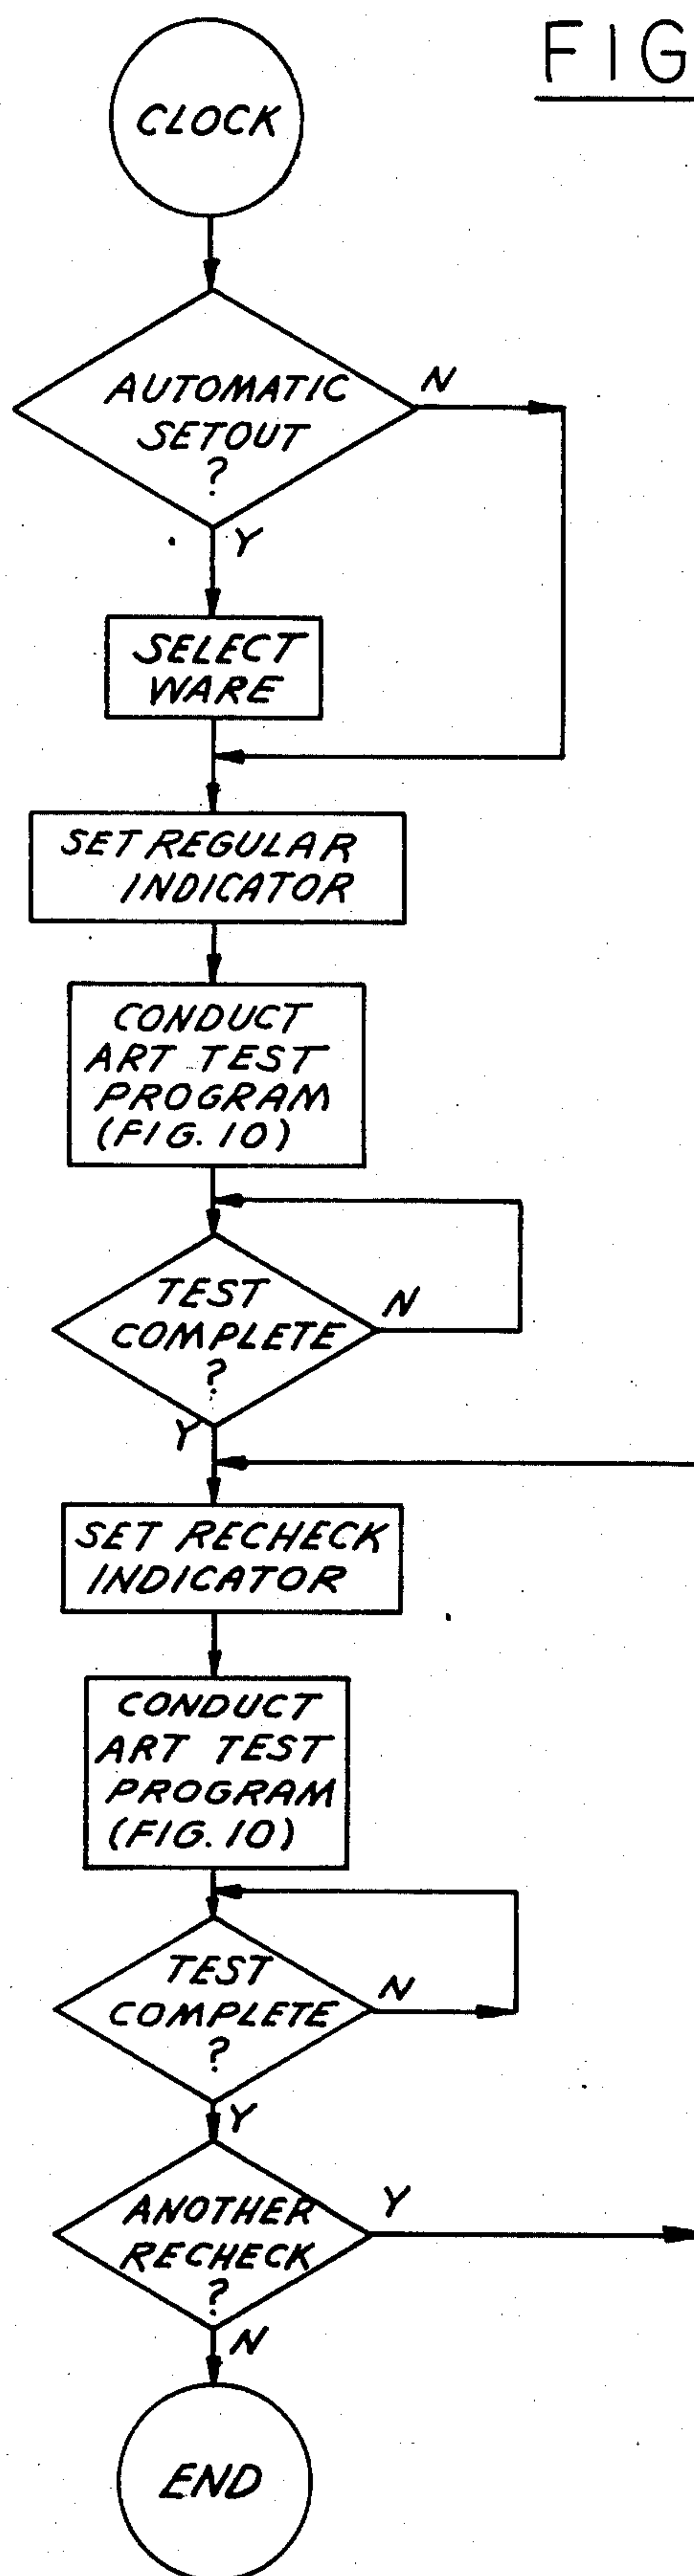 FIG
CLOCK
AUTOMATIC
SETOUT
?
N
Y
SELECT
WARE
SET REGULAR
INDICATOR
CONDUCT
ART TEST
PROGRAM
(FIG. 10)
TEST
COMPLETE
?
N
Y
SET RECHECK
INDICATOR
CONDUCT
ART TEST
PROGRAM
(FIG. 10)
TEST
COMPLETE
?
N
Y
ANOTHER
RECHECK
?
Y
N
END